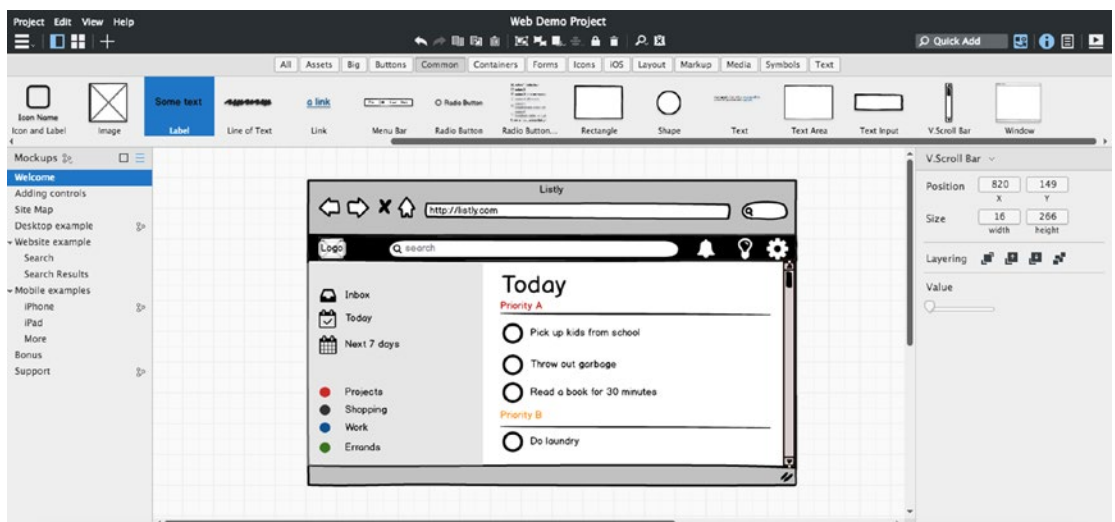 Web Demo Project
Project Edit View Help
Quick Add
All Assets Big Buttons Common Containers Forms Icons iOS Layout Markup Media Symbols Text
Icon Name
Some text
a link
Radio Button
Icon and Label Image Label Line of Text Link Menu Bar Radio Button Radio Button... Rectangle Shape Text Text Area Text Input V.Scroll Bar Window
Mockups
Welcome
Adding controls
Site Map
Desktop example
Website example
Search
Search Results
Mobile examples
iPhone
iPad
More
Bonus
Support
Listly
http://listly.com
Logo
search
Inbox
Today
Next 7 days
Projects
Shopping
Work
Errands
Today
Priority A
Pick up kids from school
Throw out garbage
Read a book for 30 minutes
Priority B
Do laundry
V.Scroll Bar
Position 820 149
X Y
Size 16 266
width height
Layering
Value